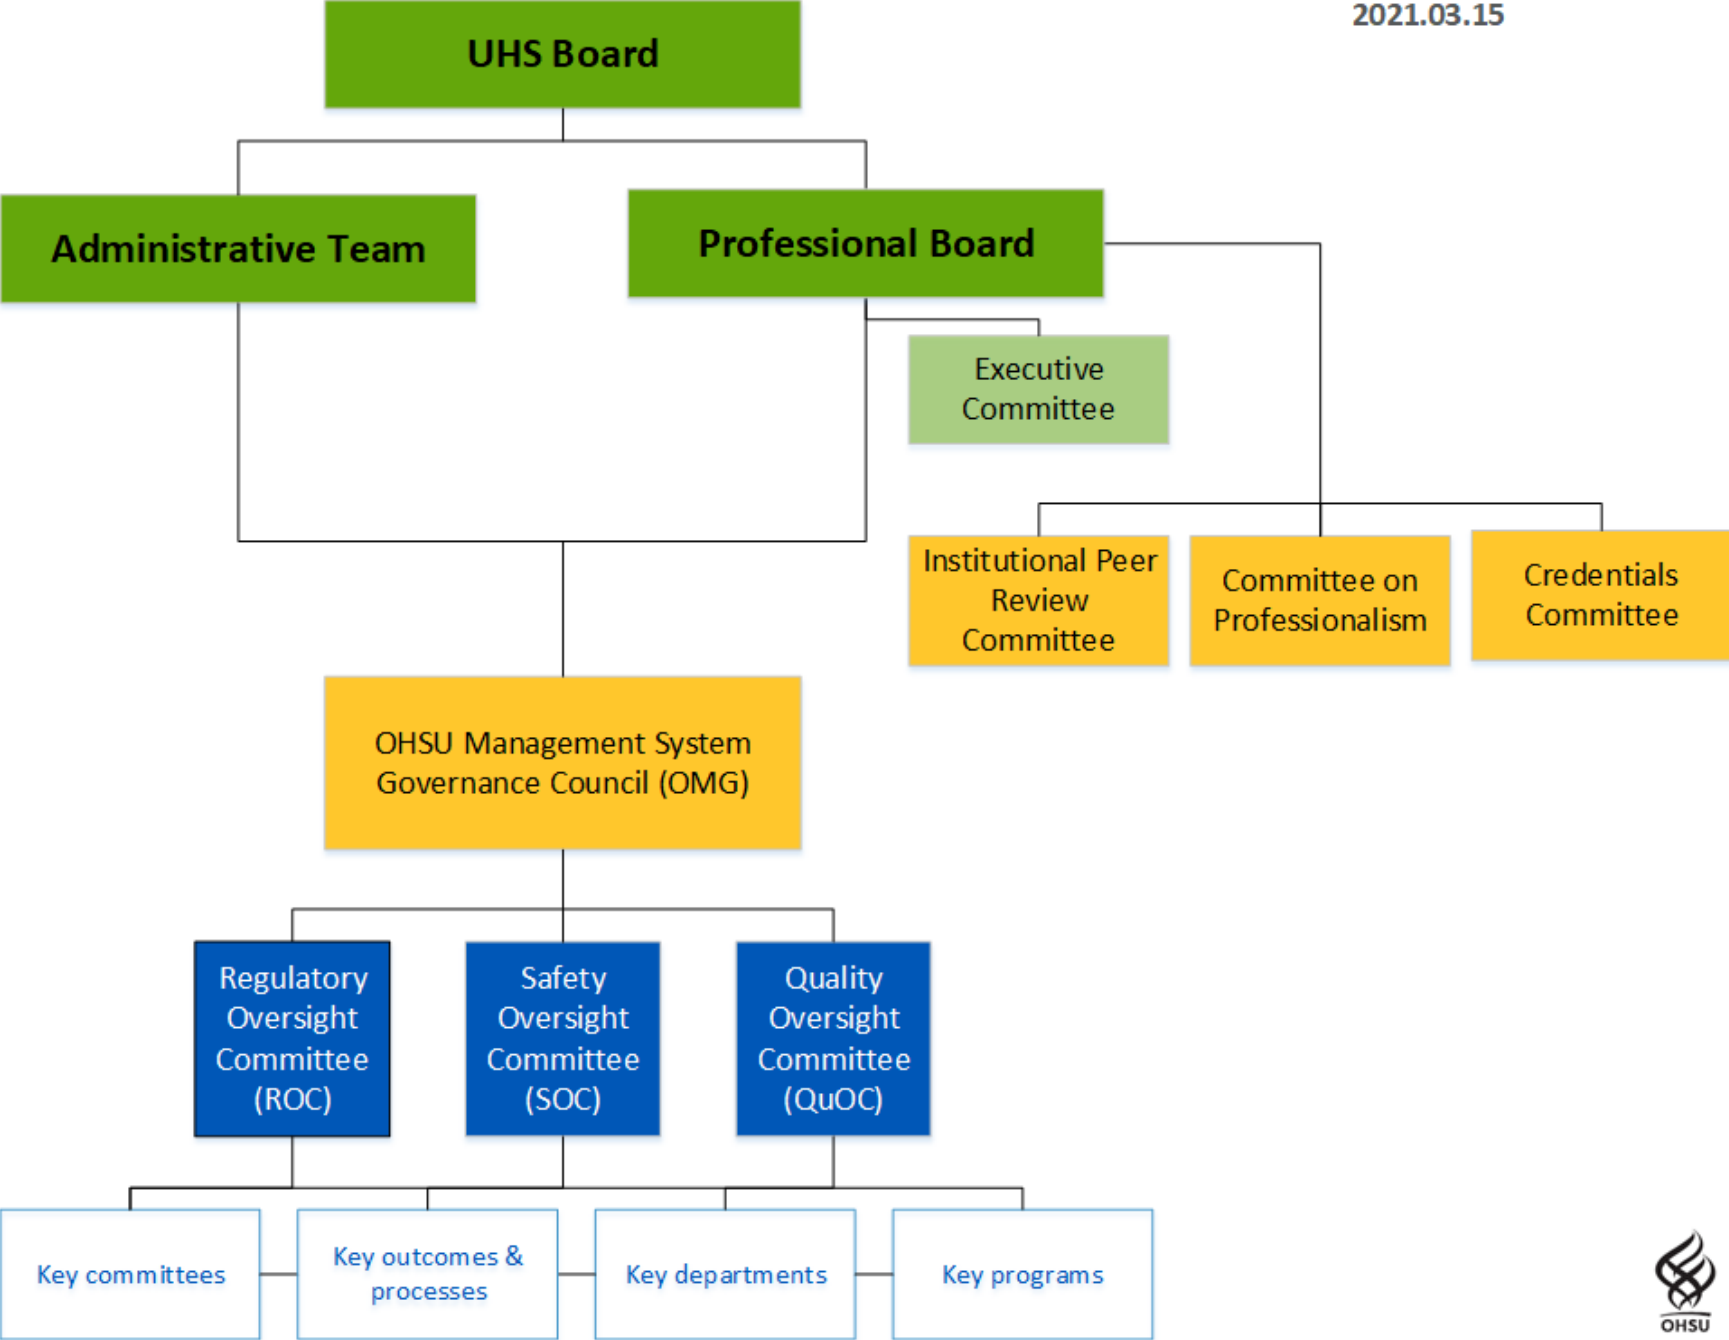 2021.03.15
UHS Board
Administrative Team
Professional Board
Executive
Committee
Institutional Peer
Review
Committee
Committee on
Professionalism
Credentials
Committee
OHSU Management System
Governance Council (OMG)
Regulatory
Oversight
Committee
(ROC)
Safety
Oversight
Committee
(SOC)
Quality
Oversight
Committee
(QuOC)
Key committees
Key outcomes &
processes
Key departments
Key programs
OHSU